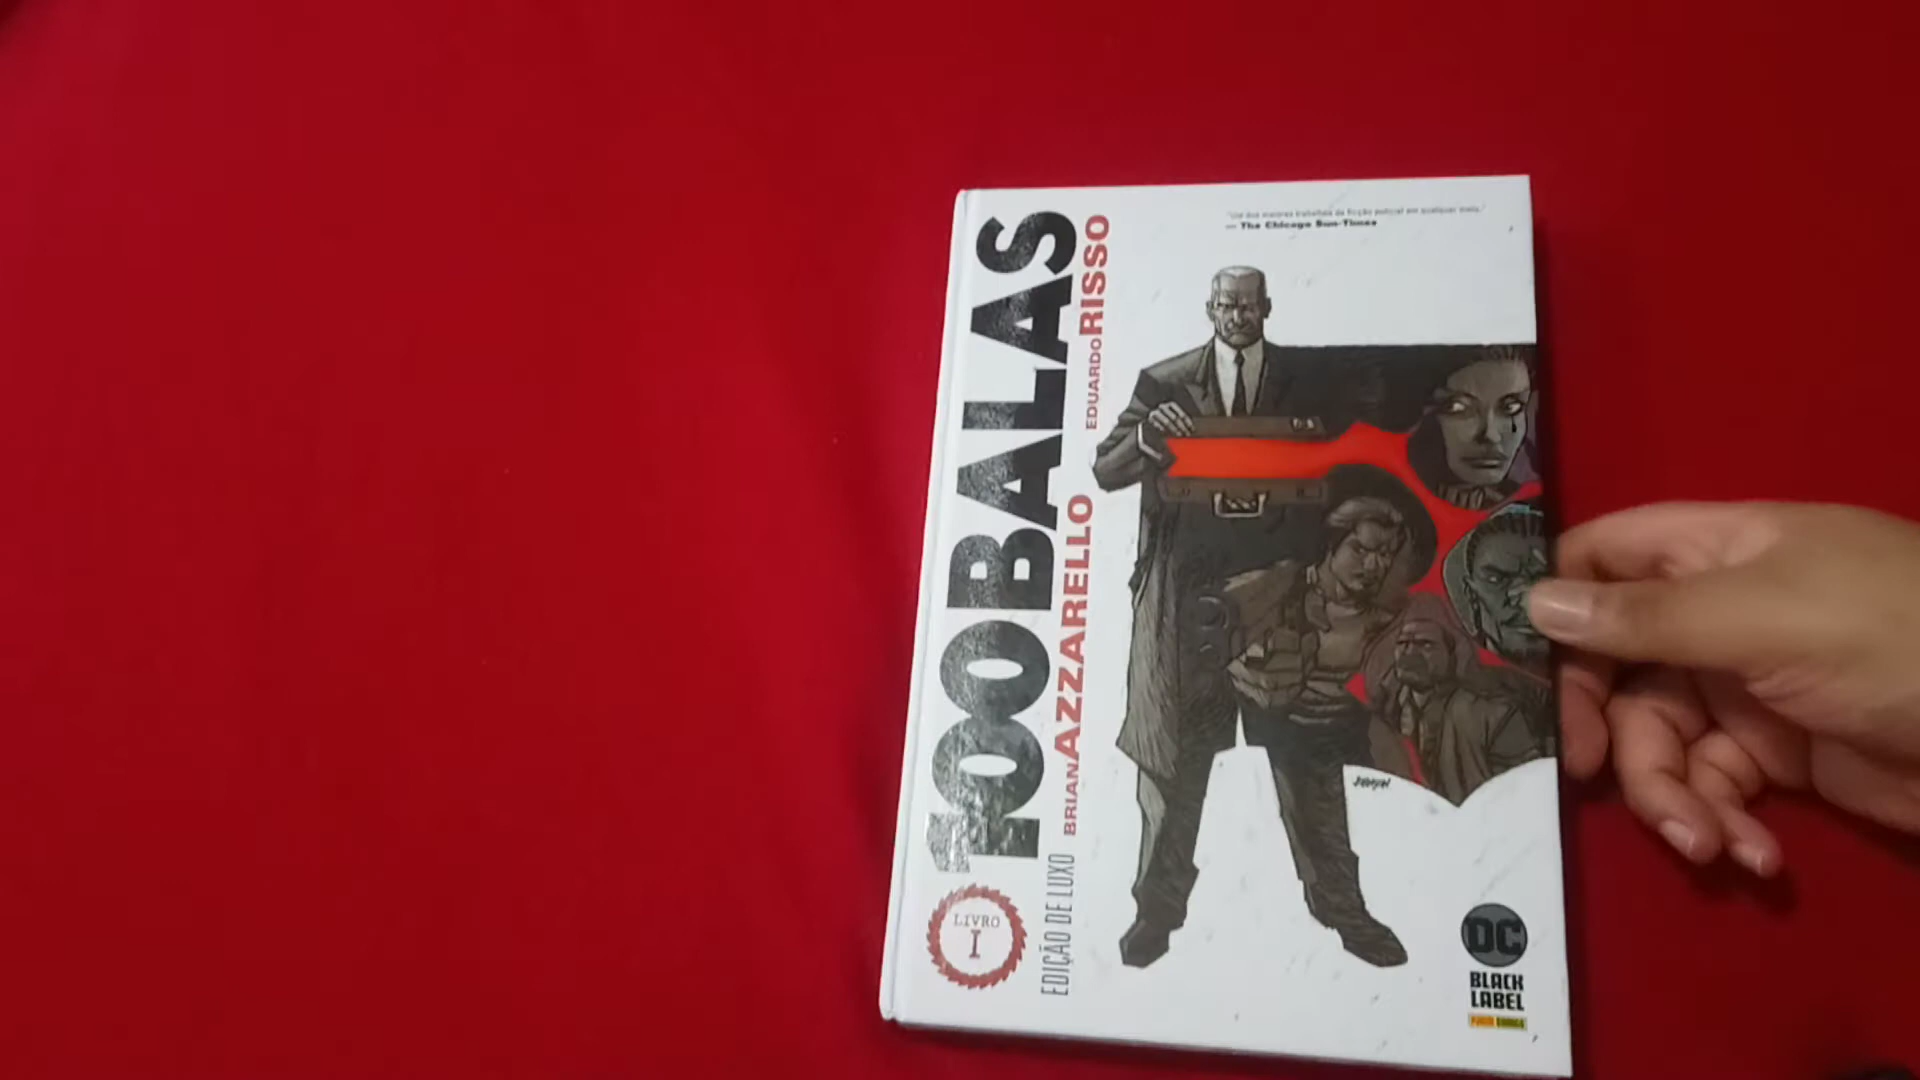 "Um dos maiores trabalhos da ficção policial em qualquer meio."
— The Chicago Sun-Times
100 BALAS
BRIAN AZZARELLO
EDUARDO RISSO
EDIÇÃO DE LUXO
LIVRO
I
DC
BLACK
LABEL
PANINI COMICS